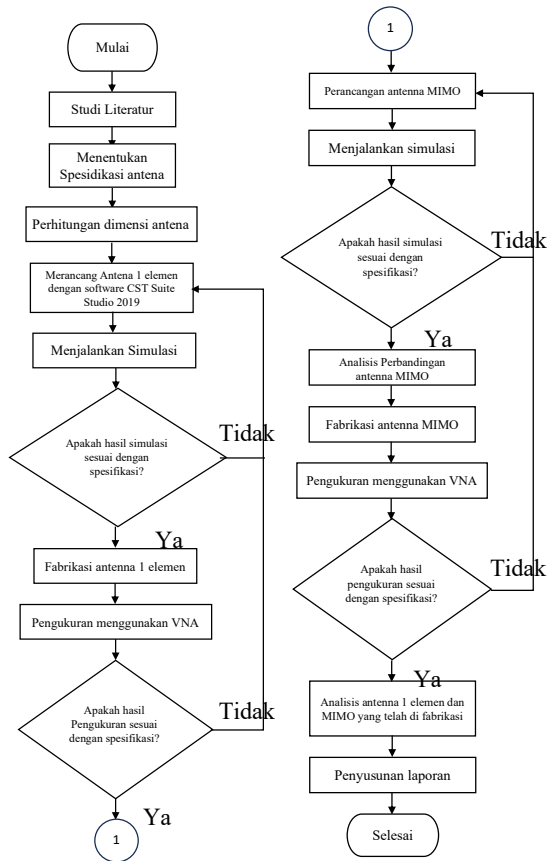 Mulai
Studi Literatur
Menentukan
Spesidikasi antena
Perhitungan dimensi antena
Merancang Antena 1 elemen
dengan software CST Suite
Studio 2019
Menjalankan Simulasi
Apakah hasil simulasi
sesuai dengan
spesifikasi?
Tidak
Ya
Fabrikasi antenna 1 elemen
Pengukuran menggunakan VNA
Apakah hasil
Pengukuran sesuai
dengan spesifikasi?
Tidak
Ya
1
1
Perancangan antenna MIMO
Menjalankan simulasi
Apakah hasil simulasi
sesuai dengan
spesifikasi?
Tidak
Ya
Analisis Perbandingan
antenna MIMO
Fabrikasi antenna MIMO
Pengukuran menggunakan VNA
Apakah hasil
pengukuran sesuai
dengan spesifikasi?
Tidak
Ya
Analisis antenna 1 elemen dan
MIMO yang telah di fabrikasi
Penyusunan laporan
Selesai